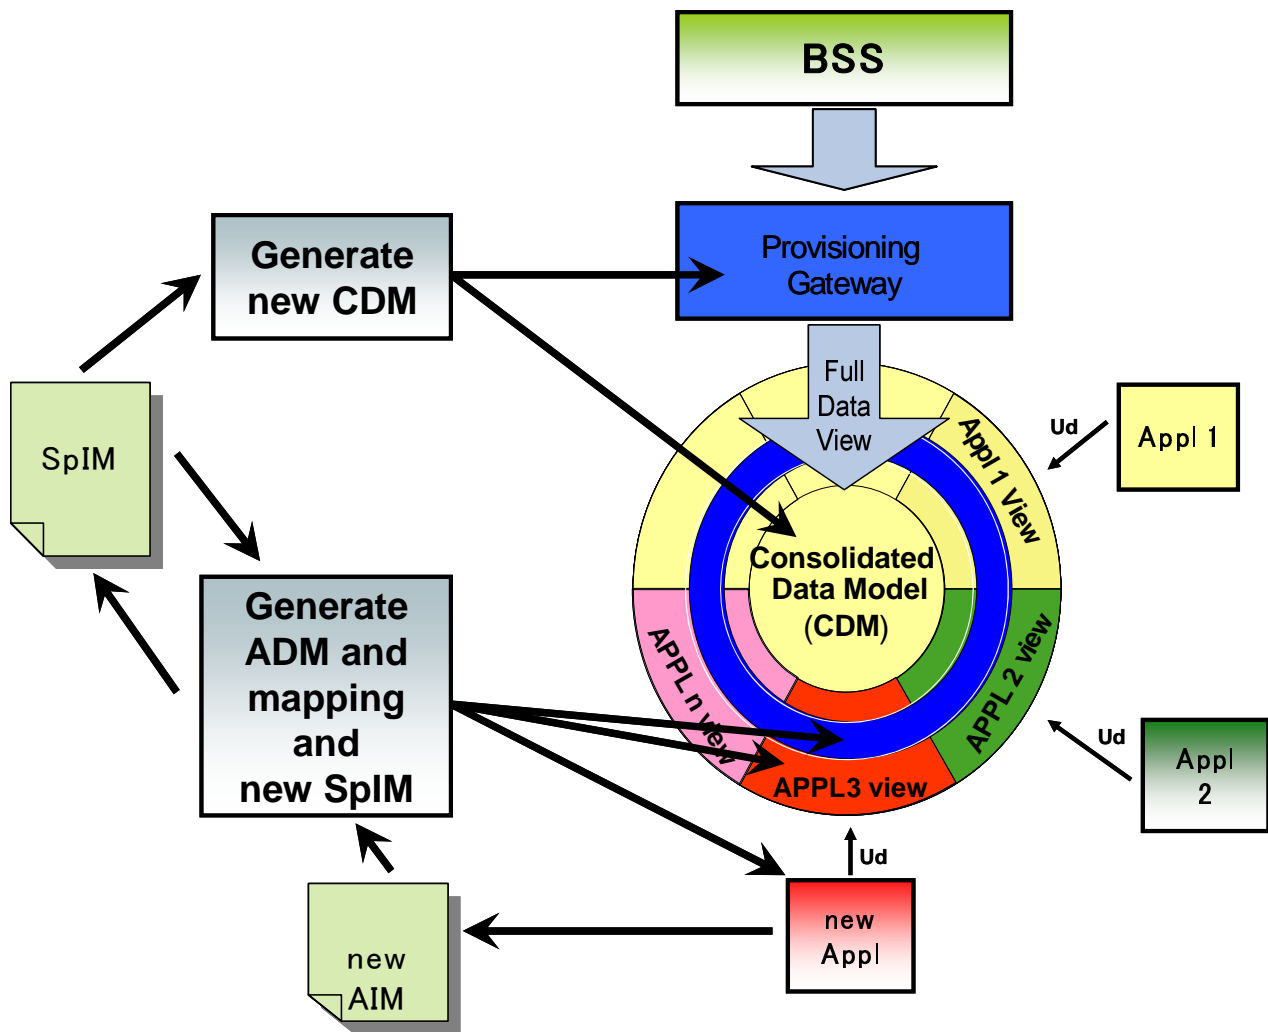 BSS
Provisioning
Gateway
Generate
new CDM
Full
Data
View
SpIM
Appl 1 View
Ud
Appl 1
Consolidated
Data Model
(CDM)
Generate
ADM and
mapping
and
new SpIM
APPL n view
APPL 2 view
APPL3 view
Ud
Appl
2
Ud
new
Appl
new
AIM